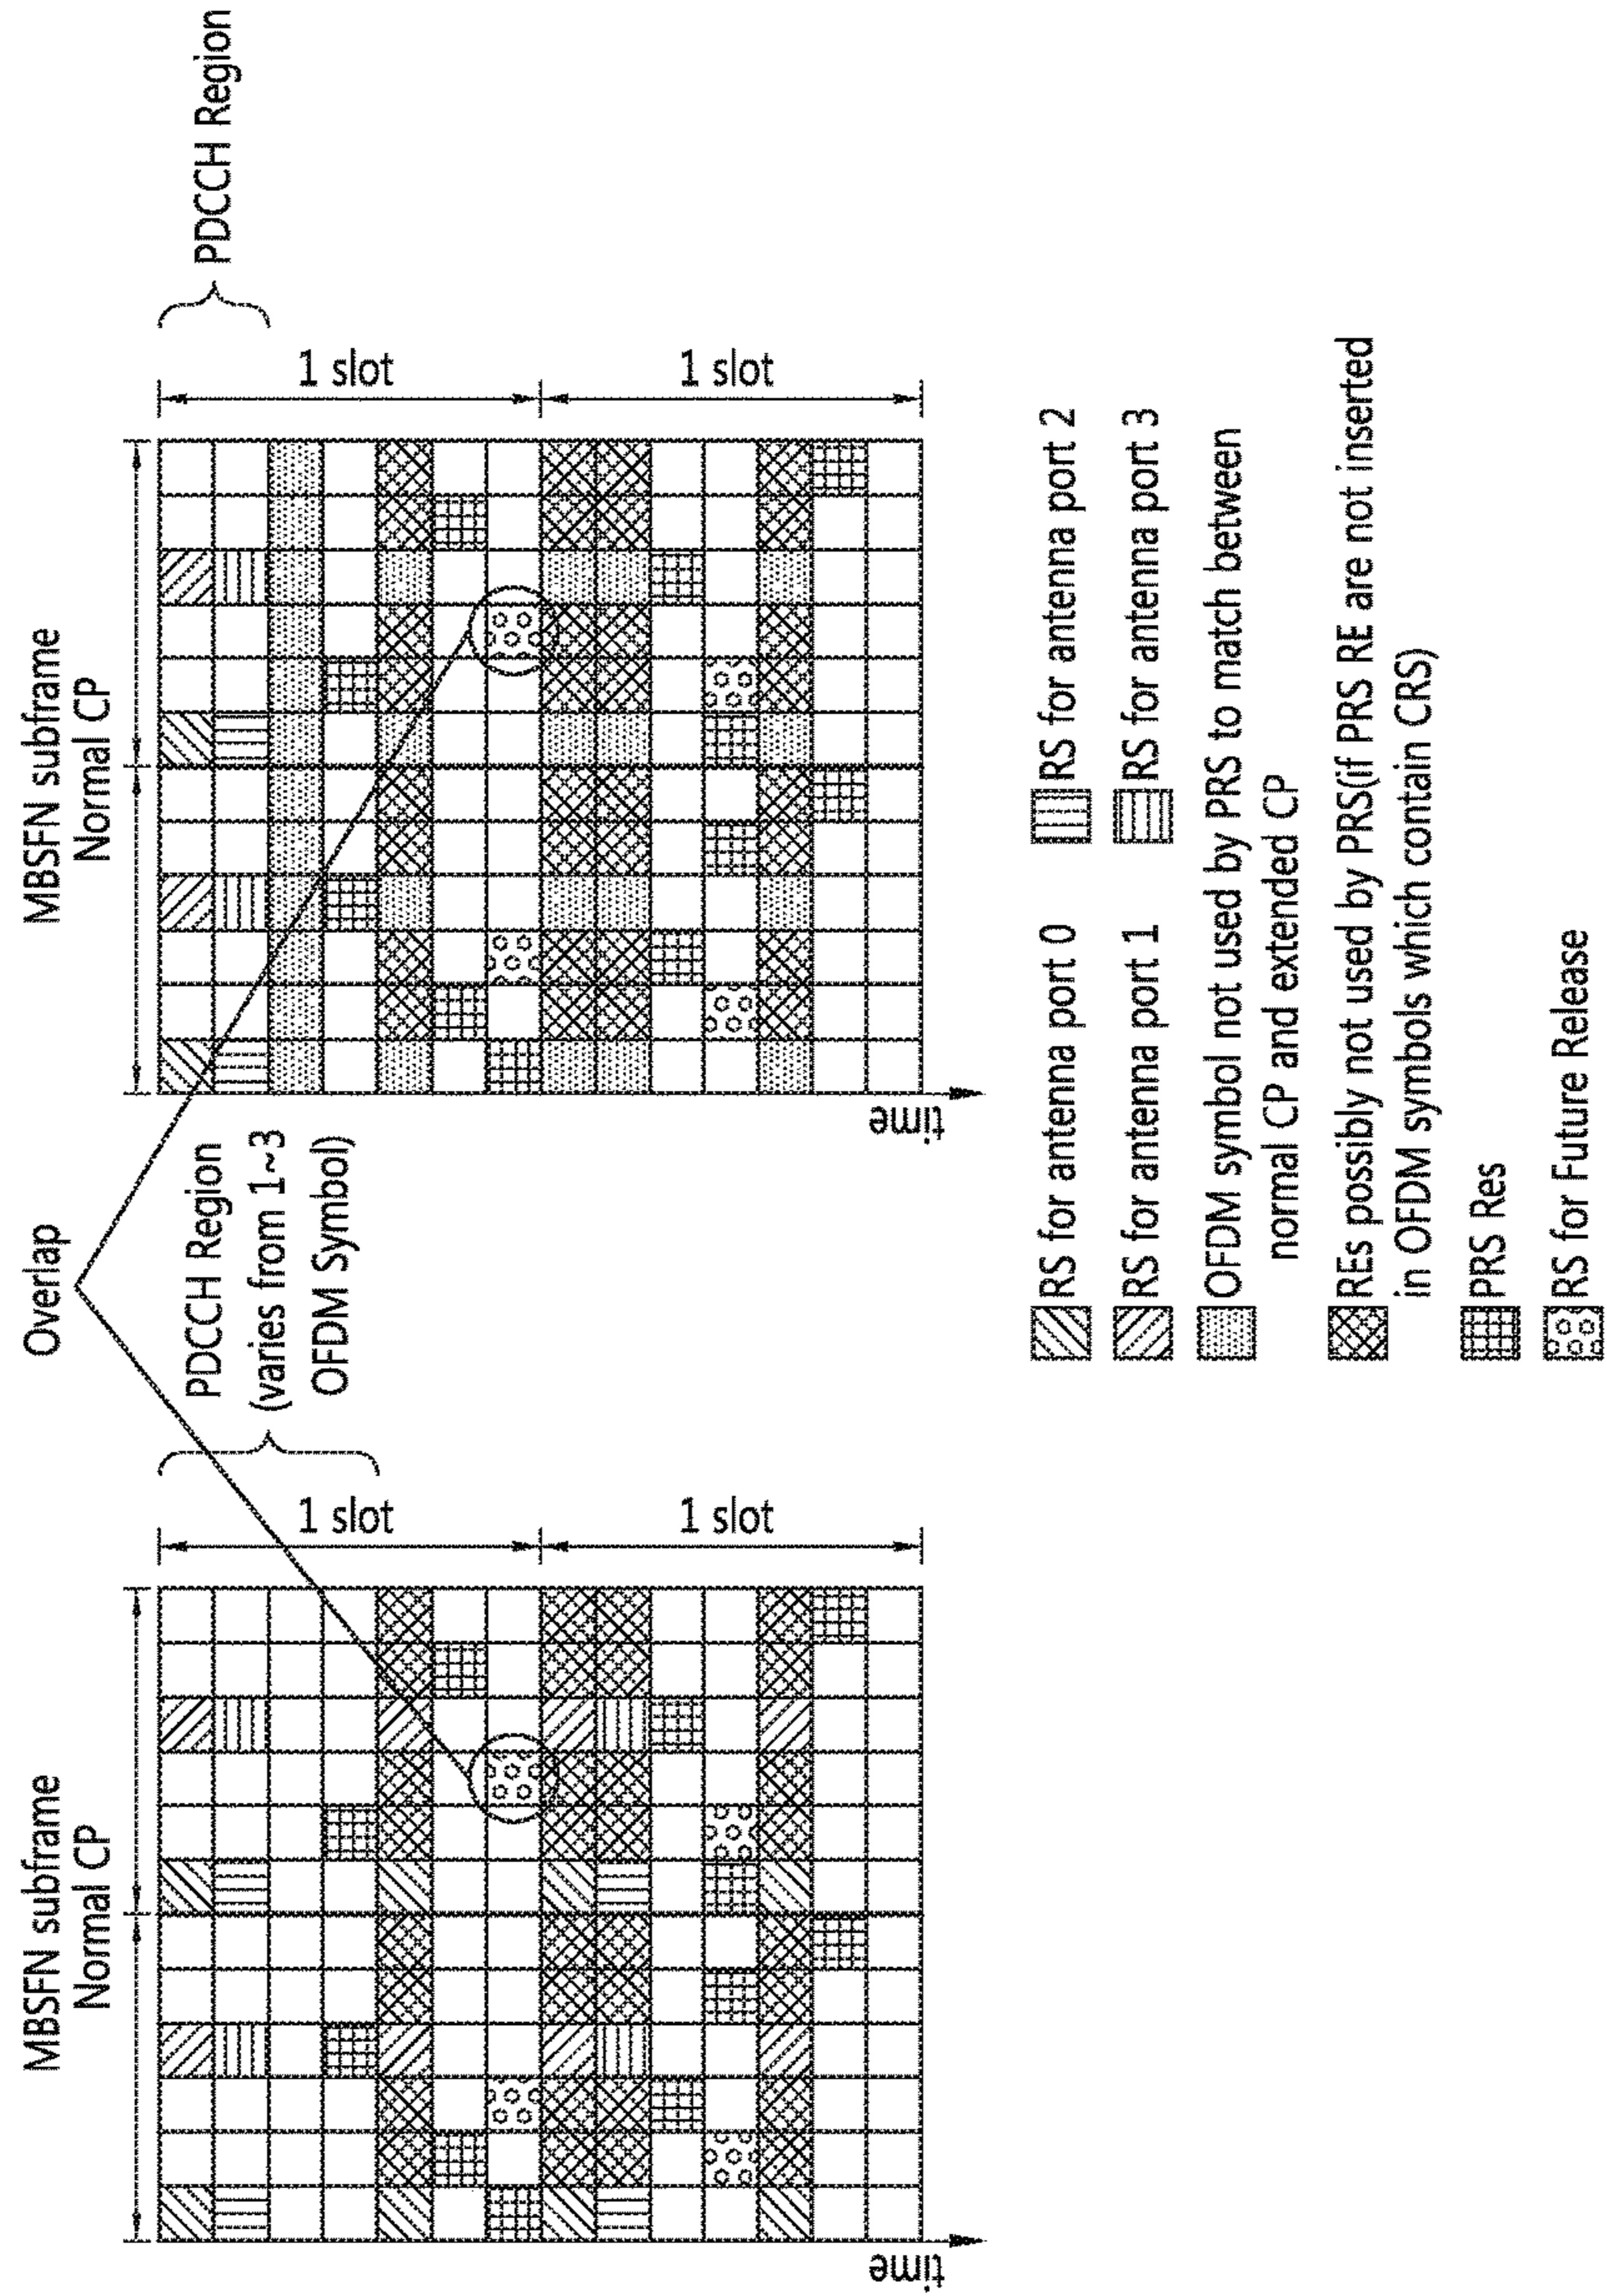 MBSFN subframe
Normal CP
1 slot
1 slot
time
PDCCH Region
(varies from 1~3
OFDM Symbol)
Overlap
MBSFN subframe
Normal CP
1 slot
1 slot
time
PDCCH Region
RS for antenna port 0
RS for antenna port 2
RS for antenna port 1
RS for antenna port 3
OFDM symbol not used by PRS to match between
normal CP and extended CP
REs possibly not used by PRS(if PRS RE are not inserted
in OFDM symbols which contain CRS)
PRS Res
RS for Future Release